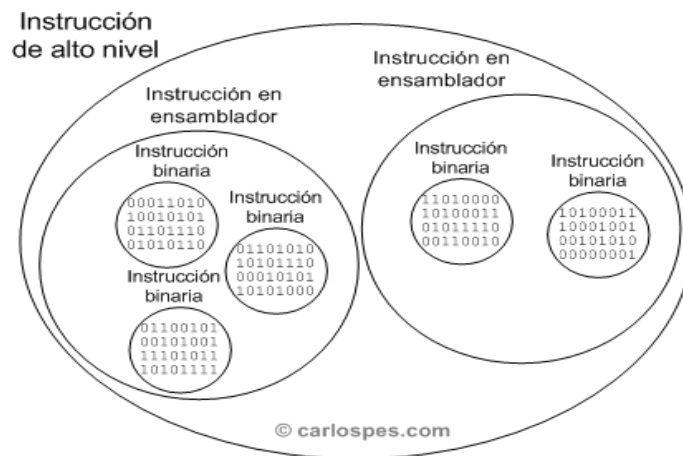 Instrucción
de alto nivel
Instrucción en
ensamblador
Instrucción
binaria
00011010
10010101
01101110
01010110
Instrucción
binaria
01101010
10101110
00010101
10101000
Instrucción
binaria
01100101
00101001
11101011
10101111
Instrucción en
ensamblador
Instrucción
binaria
11010000
10100011
01011110
00110010
Instrucción
binaria
10100011
10001001
00101010
00000001
© carlospes.com